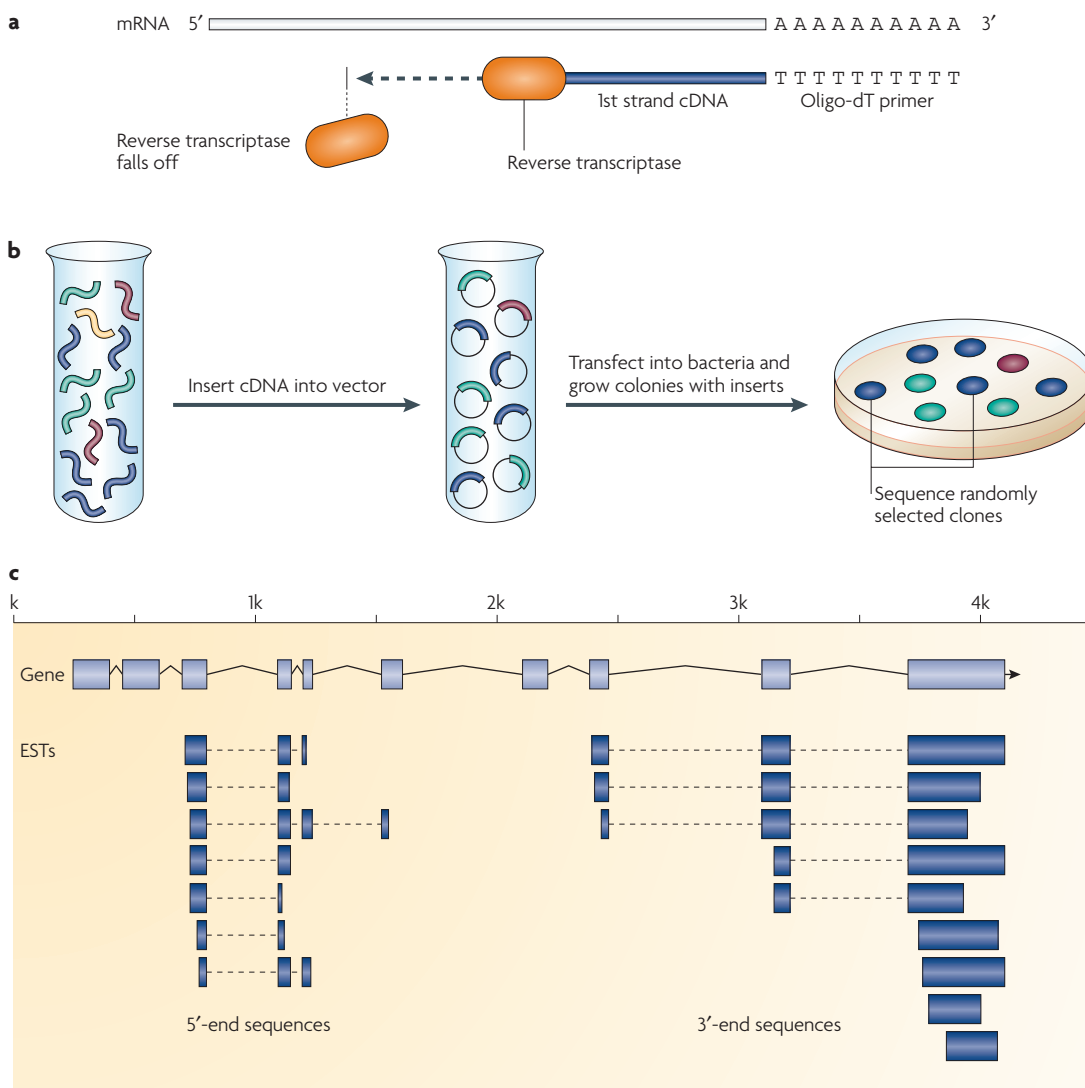 a
mRNA 5′ A A A A A A A A A 3′
T T T T T T T T T T
1st strand cDNA Oligo-dT primer
Reverse transcriptase
falls off
Reverse transcriptase
b
Insert cDNA into vector
Transfect into bacteria and
grow colonies with inserts
Sequence randomly
selected clones
c
k 1k 2k 3k 4k
Gene
ESTs
5′-end sequences 3′-end sequences